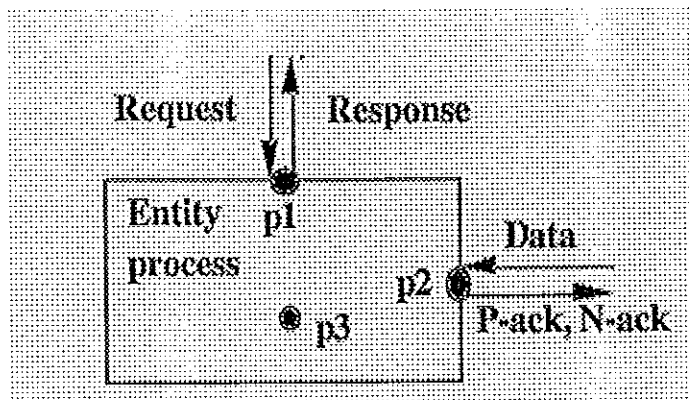 Request
Response
Entity
process
p1
Data
p2
P-ack, N-ack
p3